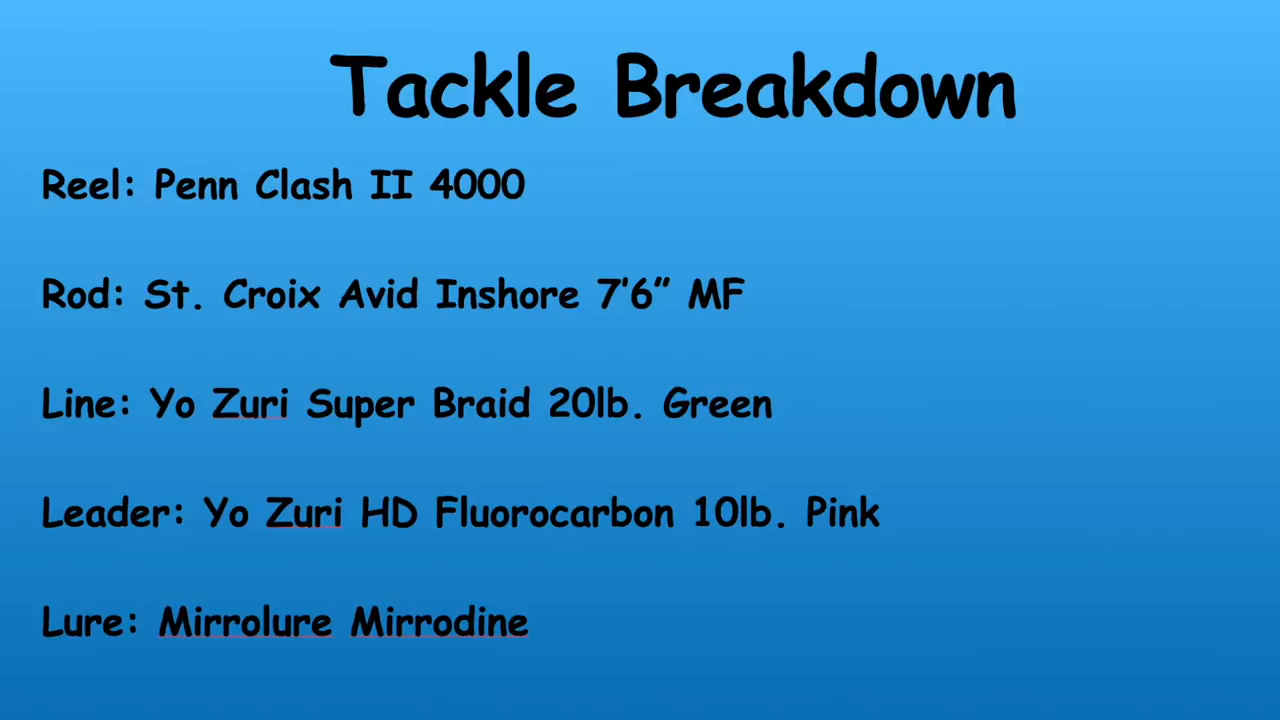 Tackle Breakdown
Reel: Penn Clash II 4000
Rod: St. Croix Avid Inshore 7’6” MF
Line: Yo Zuri Super Braid 20lb. Green
Leader: Yo Zuri HD Fluorocarbon 10lb. Pink
Lure: Mirrolure Mirrodine